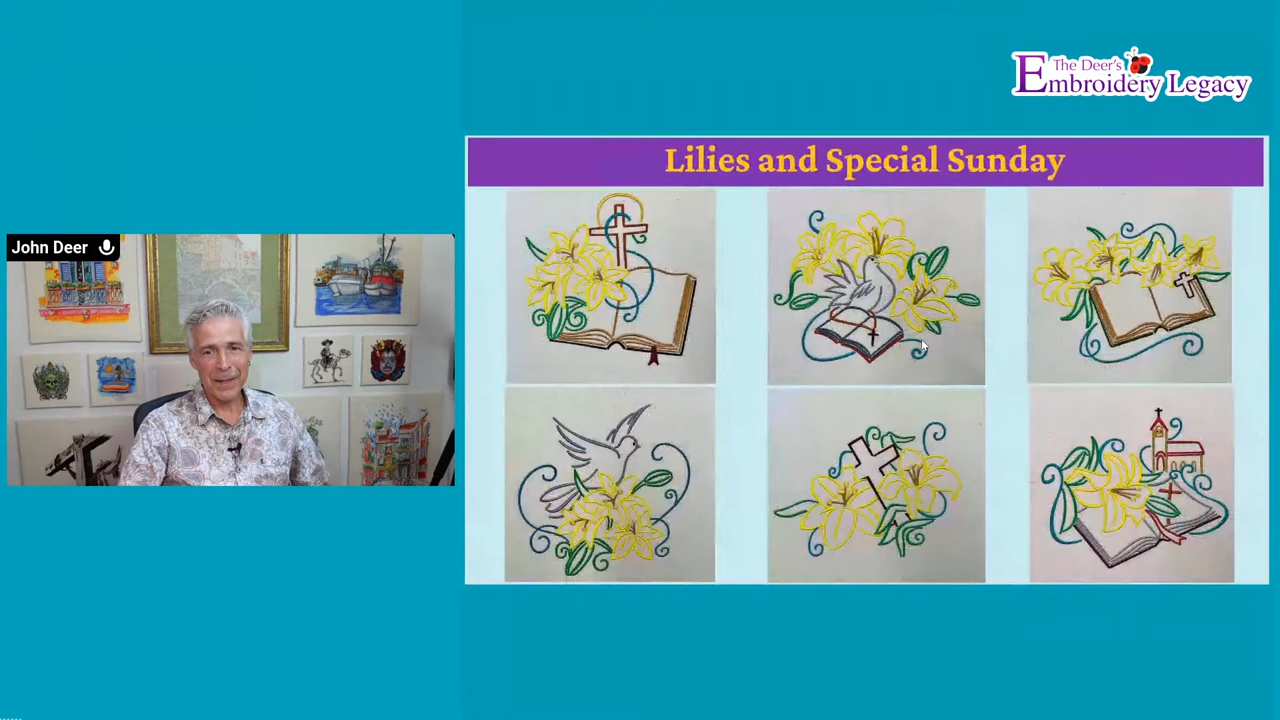 The Deer's
Embroidery Legacy
Lilies and Special Sunday
John Deer